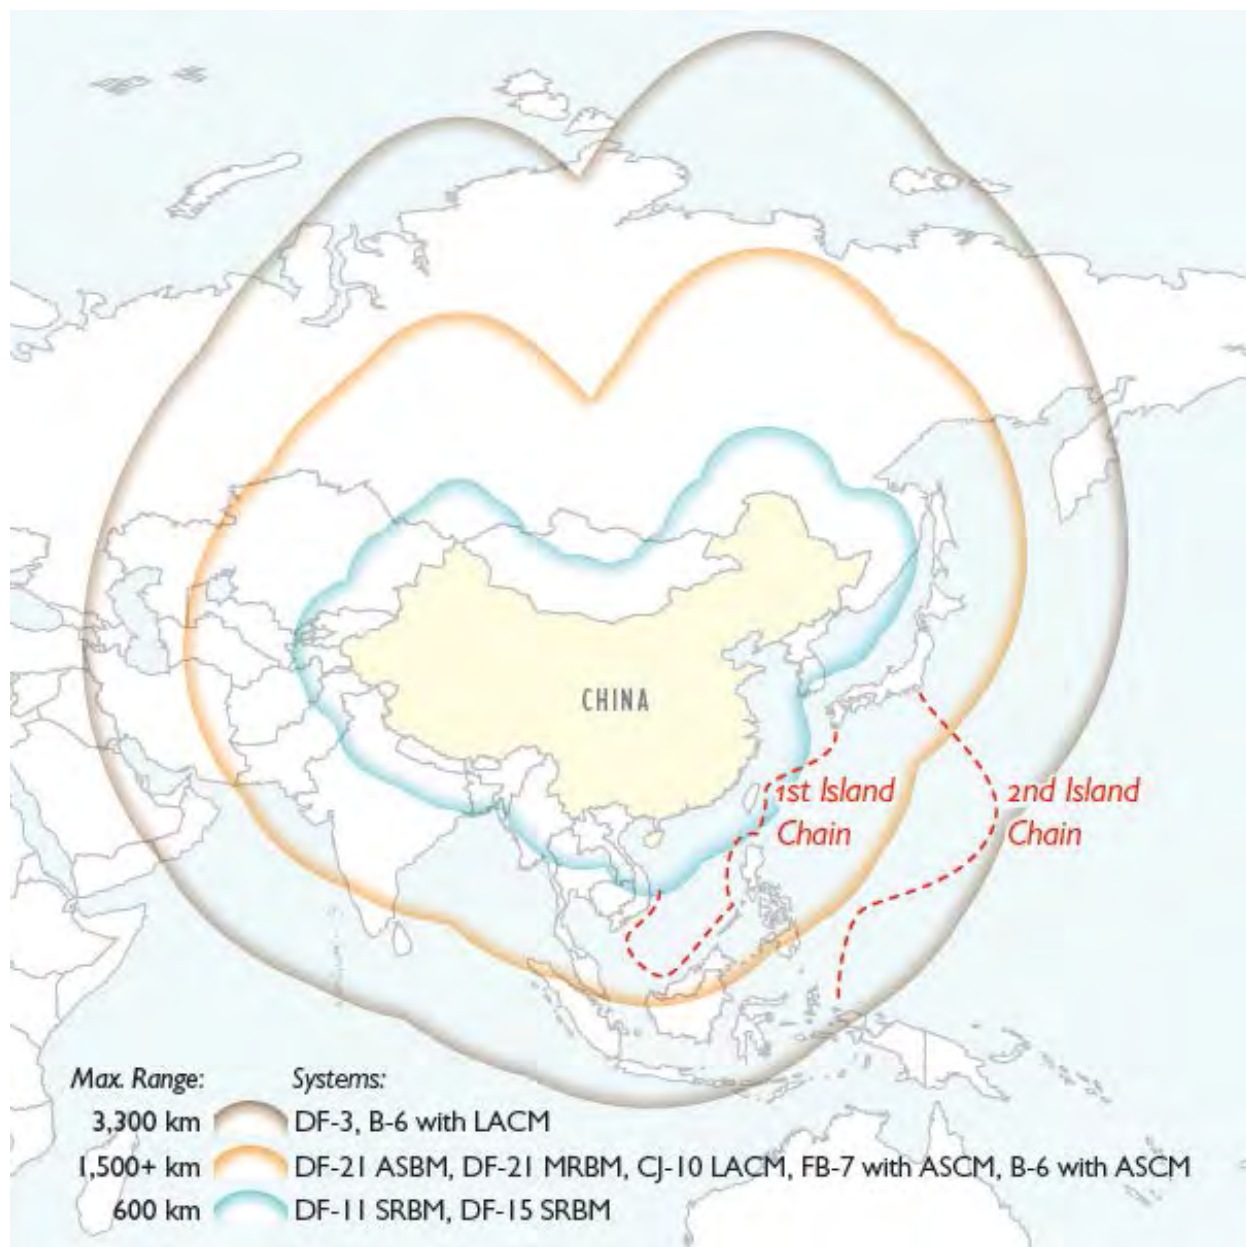 CHINA
1st Island
Chain
2nd Island
Chain
Max. Range: Systems:
3,300 km DF-3, B-6 with LACM
1,500+ km DF-21 ASBM, DF-21 MRBM, CJ-10 LACM, FB-7 with ASCM, B-6 with ASCM
600 km DF-11 SRBM, DF-15 SRBM